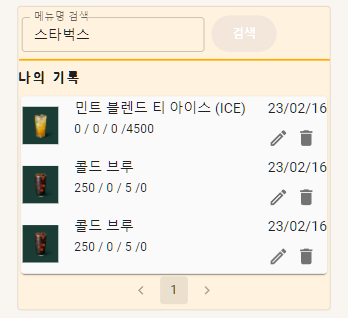 메뉴명 검색
스타벅스
검색
나의 기록
민트 블렌드 티 아이스 (ICE)
23/02/16
0 / 0 / 0 /4500
콜드 브루
23/02/16
250 / 0 / 5 /0
콜드 브루
23/02/16
250 / 0 / 5 /0
1